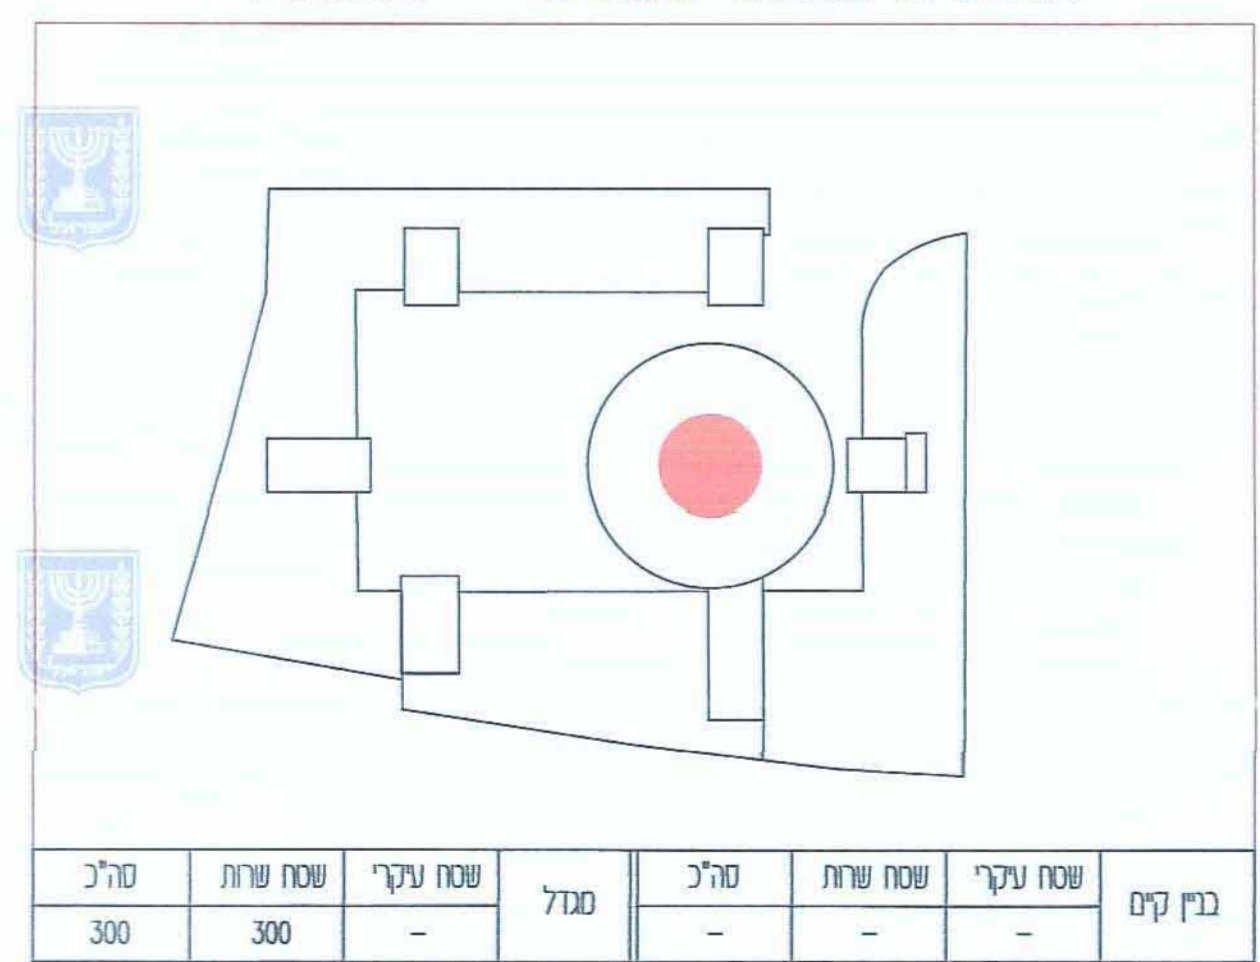 בניין קיים שטח עיקרי שטח שרות סה"כ מגדל שטח עיקרי שטח שרות סה"כ
– – – – 300 300